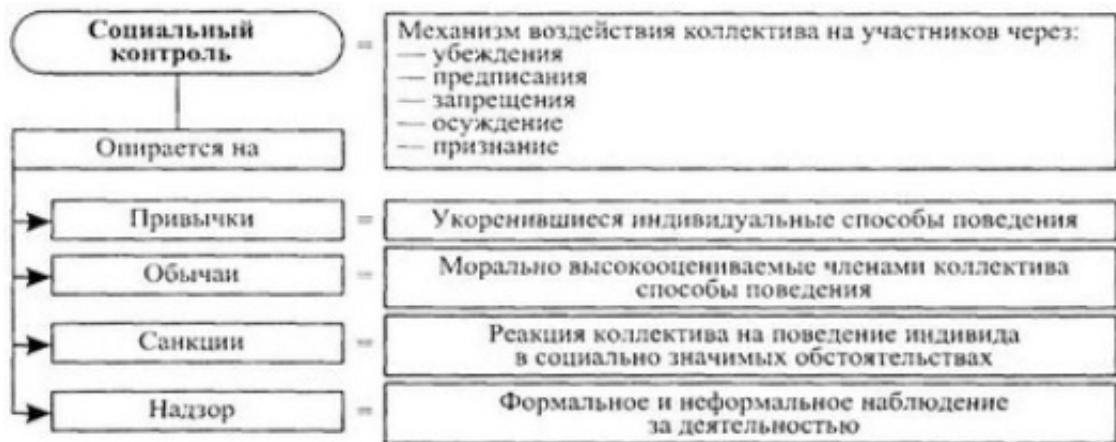 Социальный
контроль
=
Механизм воздействия коллектива на участников через:
— убеждения
— предписания
— запрещения
— осуждение
— признание
Опирается на
Привычки = Укоренившиеся индивидуальные способы поведения
Обычаи = Морально высокооцениваемые членами коллектива
способы поведения
Санкции = Реакция коллектива на поведение индивида
в социально значимых обстоятельствах
Надзор = Формальное и неформальное наблюдение
за деятельностью